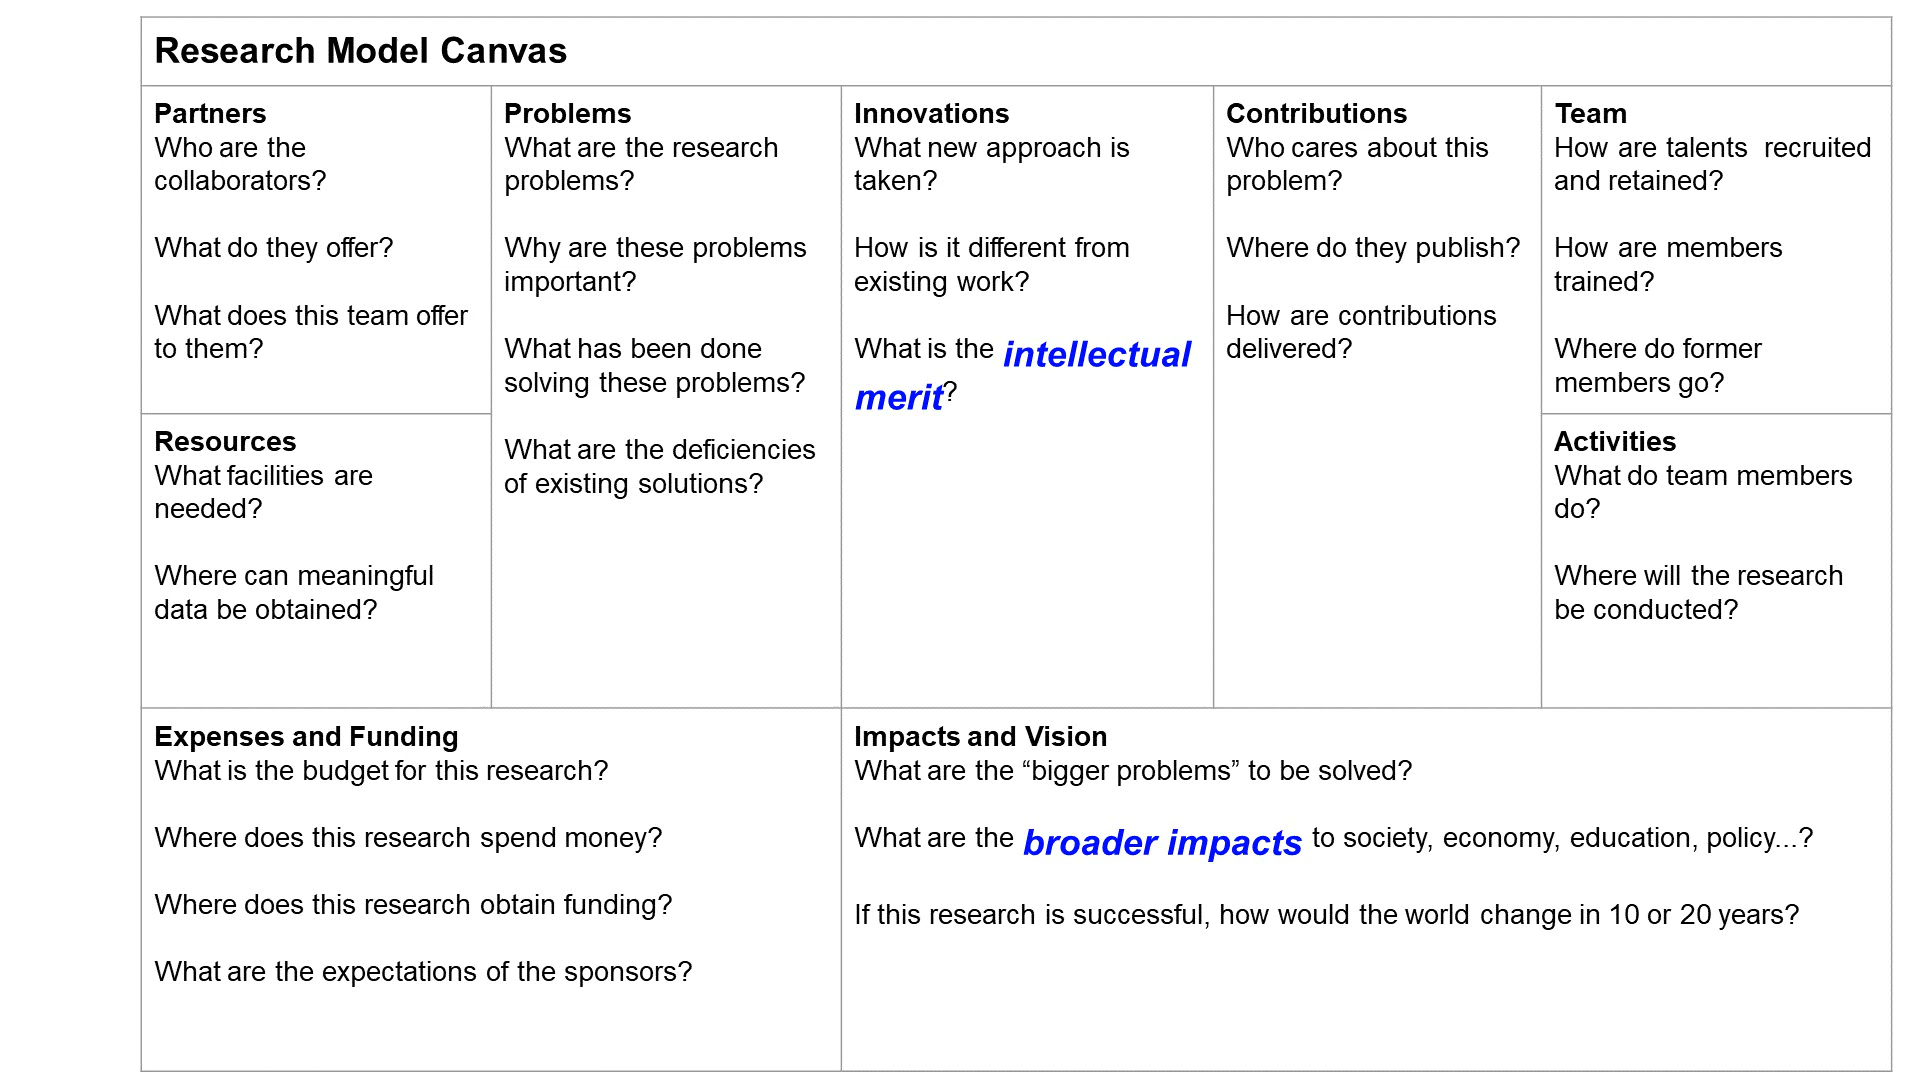 Research Model Canvas
Partners
Who are the
collaborators?
What do they offer?
What does this team offer
to them?
Resources
What facilities are
needed?
Where can meaningful
data be obtained?
Problems
What are the research
problems?
Why are these problems
important?
What has been done
solving these problems?
What are the deficiencies
of existing solutions?
Innovations
What new approach is
taken?
How is it different from
existing work?
What is the intellectual
merit?
Contributions
Who cares about this
problem?
Where do they publish?
How are contributions
delivered?
Team
How are talents recruited
and retained?
How are members
trained?
Where do former
members go?
Activities
What do team members
do?
Where will the research
be conducted?
Expenses and Funding
What is the budget for this research?
Where does this research spend money?
Where does this research obtain funding?
What are the expectations of the sponsors?
Impacts and Vision
What are the “bigger problems” to be solved?
What are the broader impacts to society, economy, education, policy...?
If this research is successful, how would the world change in 10 or 20 years?